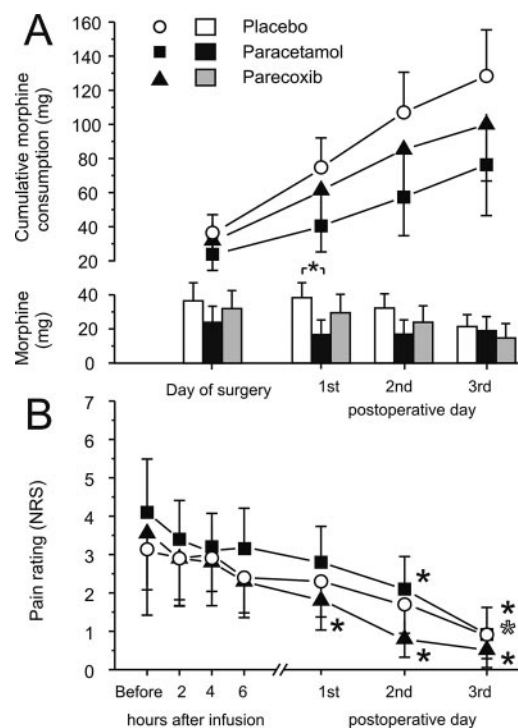 A
160
140
120
100
80
60
40
20
Cumulative morphine
consumption (mg)
Placebo
Paracetamol
Parecoxib
*
40
20
0
Morphine
(mg)
Day of surgery
1st
2nd
3rd
postoperative day
B
7
6
5
4
3
2
1
0
Pain rating (NRS)
*
*
*
*
*
*
Before
2
4
6
1st
2nd
3rd
hours after infusion
postoperative day